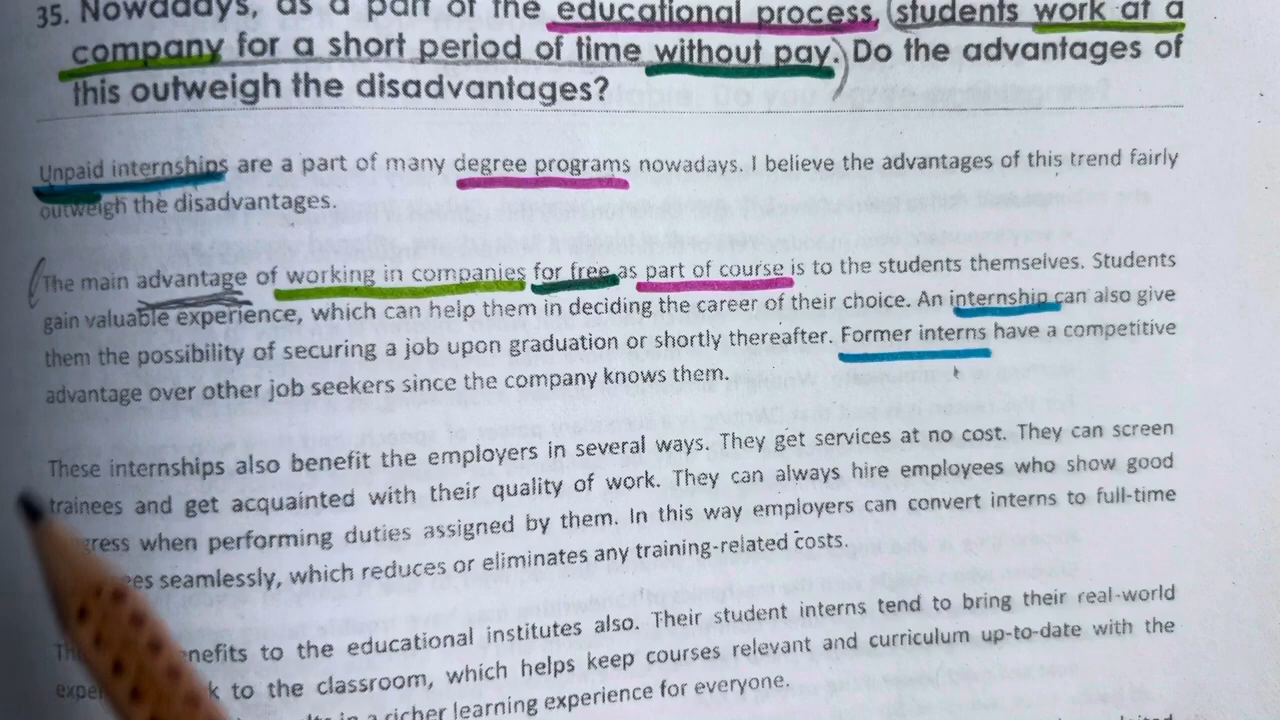 35. Nowadays, as a part of the educational process, students work at a
company for a short period of time without pay. Do the advantages of
this outweigh the disadvantages?
Unpaid internships are a part of many degree programs nowadays. I believe the advantages of this trend fairly
outweigh the disadvantages.
The main advantage of working in companies for free as part of course is to the students themselves. Students
gain valuable experience, which can help them in deciding the career of their choice. An internship can also give
them the possibility of securing a job upon graduation or shortly thereafter. Former interns have a competitive
advantage over other job seekers since the company knows them.
These internships also benefit the employers in several ways. They get services at no cost. They can screen
trainees and get acquainted with their quality of work. They can always hire employees who show good
gress when performing duties assigned by them. In this way employers can convert interns to full-time
es seamlessly, which reduces or eliminates any training-related costs.
nefits to the educational institutes also. Their student interns tend to bring their real-world
k to the classroom, which helps keep courses relevant and curriculum up-to-date with the
in a richer learning experience for everyone.